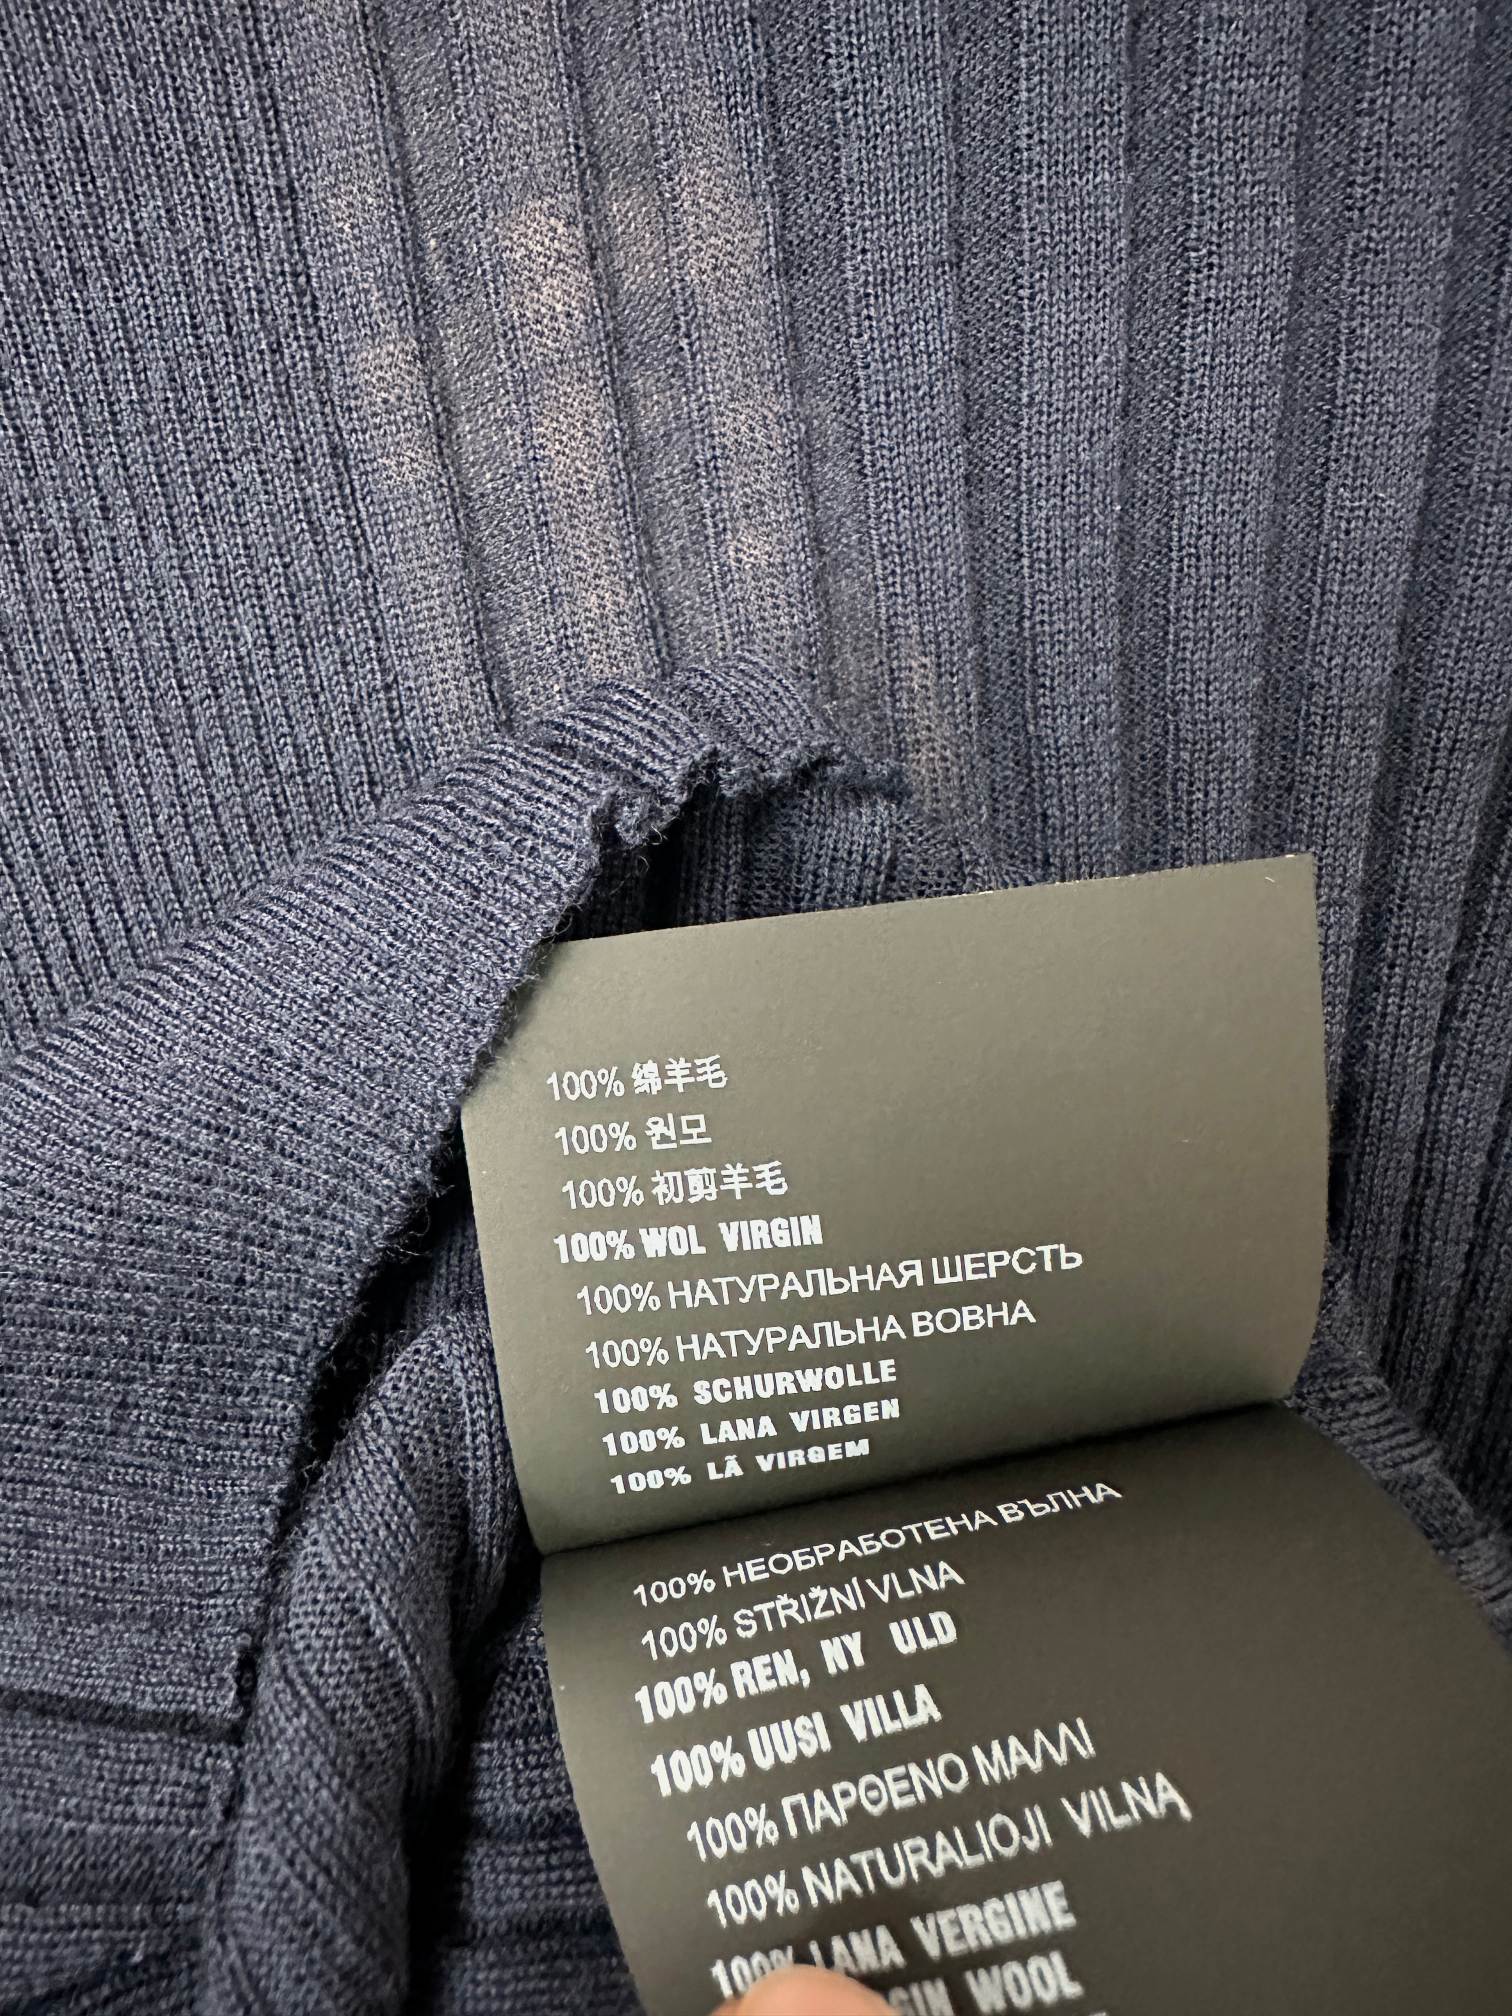 100% 绵羊毛
100% 원모
100% 初剪羊毛
100% WOL VIRGIN
100% НАТУРАЛЬНАЯ ШЕРСТЬ
100% НАТУРАЛЬНА ВОВНА
100% SCHURWOLLE
100% LANA VIRGEN
100% LÃ VIRGEM
100% НЕОБРАБОТЕНА ВЪЛНА
100% STŘIŽNÍ VLNA
100% REN, NY ULD
100% UUSI VILLA
100% ΠΑΡΘΕΝΟ ΜΑΛΛΙ
100% NATURALIOJI VILNA
100% LANA VERGINE
WOOL